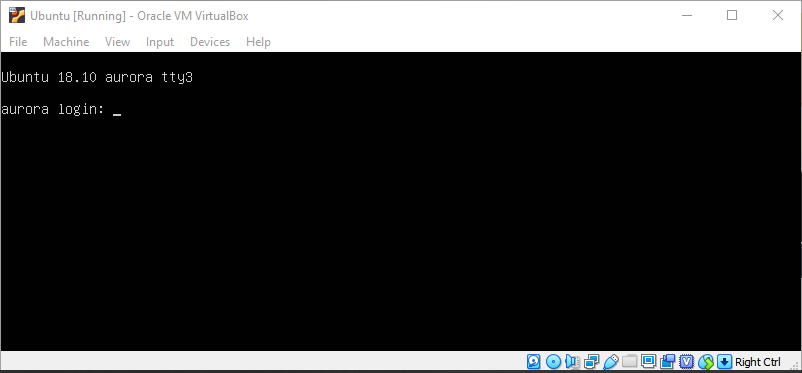 Ubuntu [Running] - Oracle VM VirtualBox
File Machine View Input Devices Help
Ubuntu 18.10 aurora tty3
aurora login: _
Right Ctrl